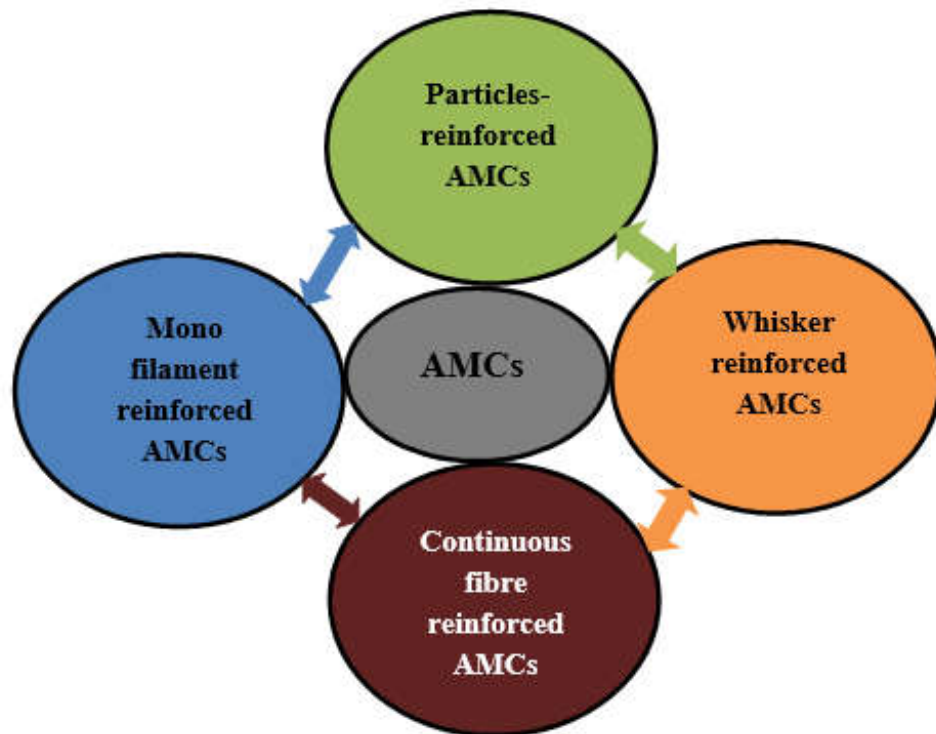 Particles-
reinforced
AMCs
Mono
filament
reinforced
AMCs
AMCs
Whisker
reinforced
AMCs
Continuous
fibre
reinforced
AMCs